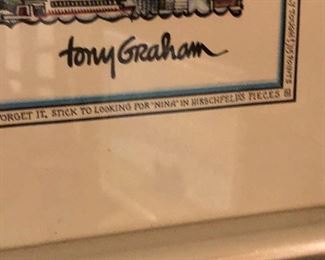 tony Graham
ORGET IT. STICK TO LOOKING FOR "NINA" IN HIRSCHFELD'S PIECES.